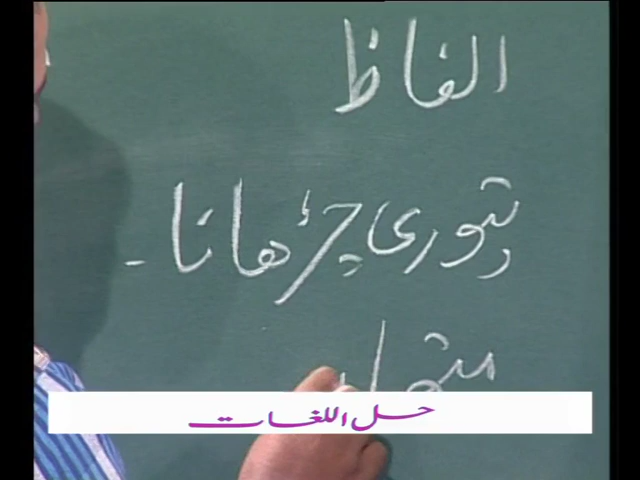 الفاظ
تیوری چڑھانا ۔
حل اللغات